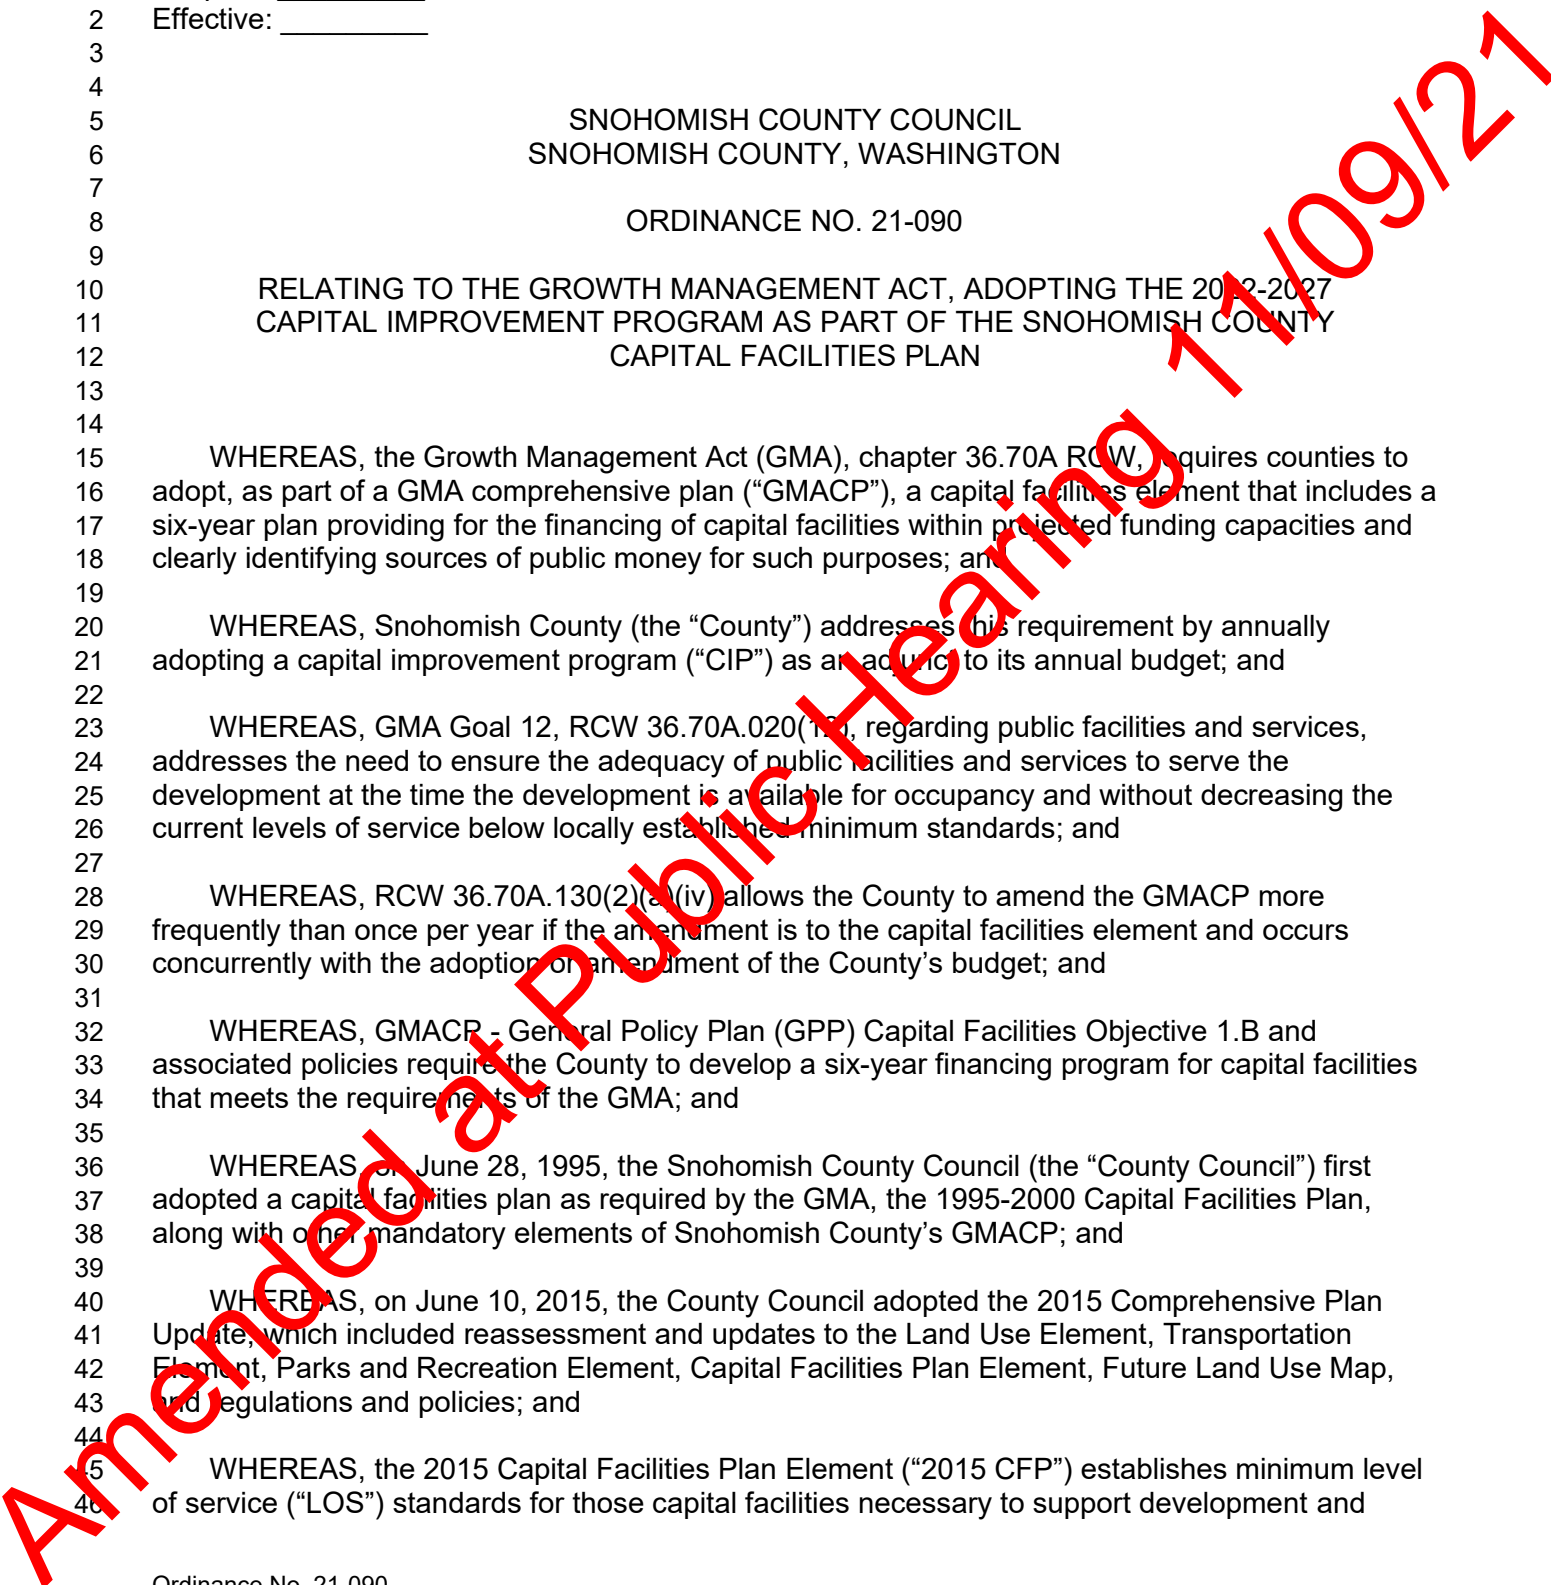 2 Effective: _________
3
4
5 SNOHOMISH COUNTY COUNCIL
6 SNOHOMISH COUNTY, WASHINGTON
7
8 ORDINANCE NO. 21-090
9
10 RELATING TO THE GROWTH MANAGEMENT ACT, ADOPTING THE 2022-2027
11 CAPITAL IMPROVEMENT PROGRAM AS PART OF THE SNOHOMISH COUNTY
12 CAPITAL FACILITIES PLAN
13
14
15 WHEREAS, the Growth Management Act (GMA), chapter 36.70A RCW, requires counties to
16 adopt, as part of a GMA comprehensive plan (“GMACP”), a capital facilities element that includes a
17 six-year plan providing for the financing of capital facilities within projected funding capacities and
18 clearly identifying sources of public money for such purposes; and
19
20 WHEREAS, Snohomish County (the “County”) addresses this requirement by annually
21 adopting a capital improvement program (“CIP”) as an adjunct to its annual budget; and
22
23 WHEREAS, GMA Goal 12, RCW 36.70A.020(12), regarding public facilities and services,
24 addresses the need to ensure the adequacy of public facilities and services to serve the
25 development at the time the development is available for occupancy and without decreasing the
26 current levels of service below locally established minimum standards; and
27
28 WHEREAS, RCW 36.70A.130(2)(a)(iv) allows the County to amend the GMACP more
29 frequently than once per year if the amendment is to the capital facilities element and occurs
30 concurrently with the adoption or amendment of the County’s budget; and
31
32 WHEREAS, GMACP - General Policy Plan (GPP) Capital Facilities Objective 1.B and
33 associated policies require the County to develop a six-year financing program for capital facilities
34 that meets the requirements of the GMA; and
35
36 WHEREAS, on June 28, 1995, the Snohomish County Council (the “County Council”) first
37 adopted a capital facilities plan as required by the GMA, the 1995-2000 Capital Facilities Plan,
38 along with other mandatory elements of Snohomish County’s GMACP; and
39
40 WHEREAS, on June 10, 2015, the County Council adopted the 2015 Comprehensive Plan
41 Update, which included reassessment and updates to the Land Use Element, Transportation
42 Element, Parks and Recreation Element, Capital Facilities Plan Element, Future Land Use Map,
43 and regulations and policies; and
44
45 WHEREAS, the 2015 Capital Facilities Plan Element (“2015 CFP”) establishes minimum level
46 of service (“LOS”) standards for those capital facilities necessary to support development and
Ordinance No. 21-090
Amended at Public Hearing 11/09/21